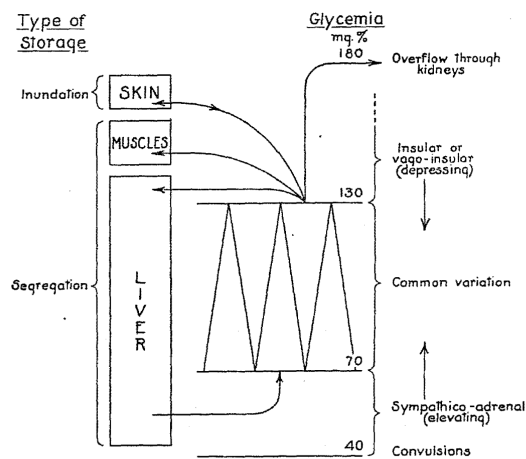 Type of
Storage
Glycemia
mg.%
180
Overflow through
kidneys
Inundation
SKIN
MUSCLES
Insular or
vago-insular
(depressing)
130
Segregation
LIVER
Common variation
70
Sympathico-adrenal
(elevating)
40
Convulsions